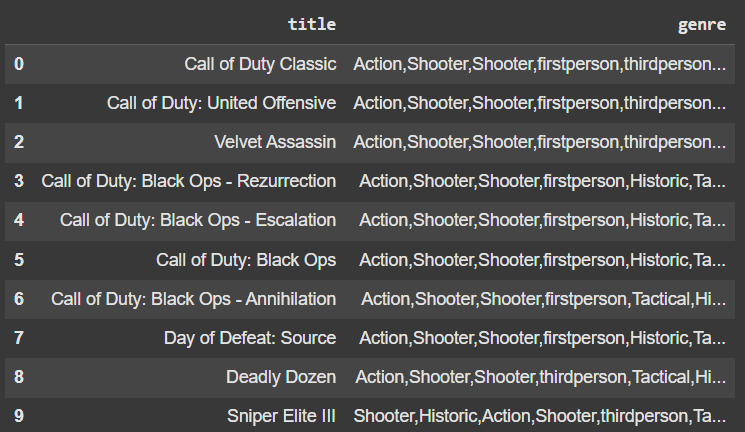 title genre
0 Call of Duty Classic Action,Shooter,Shooter,firstperson,thirdperson...
1 Call of Duty: United Offensive Action,Shooter,Shooter,firstperson,thirdperson...
2 Velvet Assassin Action,Shooter,Shooter,firstperson,thirdperson...
3 Call of Duty: Black Ops - Rezurrection Action,Shooter,Shooter,firstperson,Historic,Ta...
4 Call of Duty: Black Ops - Escalation Action,Shooter,Shooter,firstperson,Historic,Ta...
5 Call of Duty: Black Ops Action,Shooter,Shooter,firstperson,Historic,Ta...
6 Call of Duty: Black Ops - Annihilation Action,Shooter,Shooter,firstperson,Tactical,Hi...
7 Day of Defeat: Source Action,Shooter,Shooter,firstperson,Historic,Ta...
8 Deadly Dozen Action,Shooter,Shooter,thirdperson,Tactical,Hi...
9 Sniper Elite III Shooter,Historic,Action,Shooter,thirdperson,Ta...